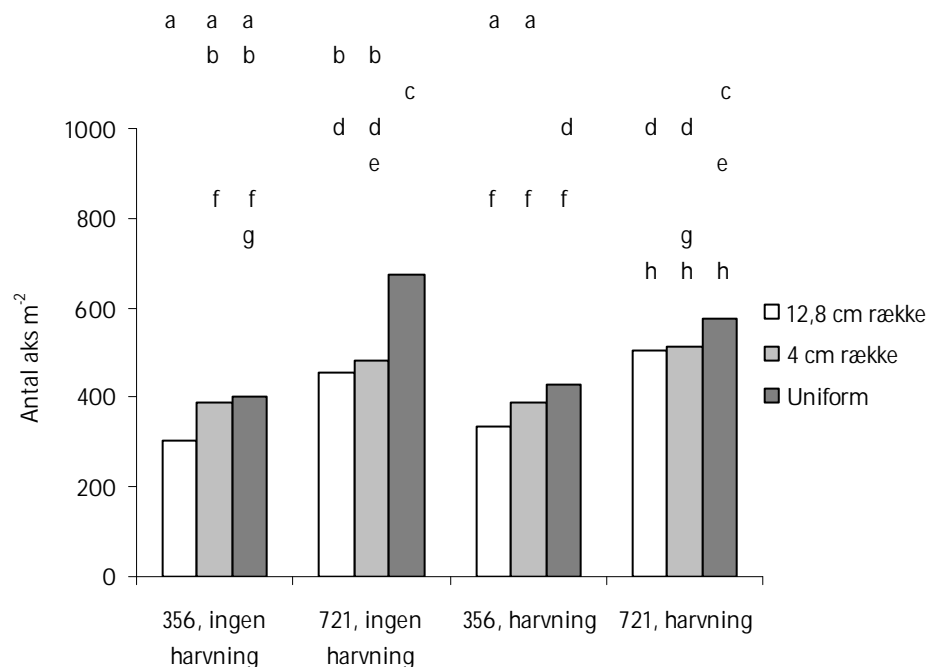 a a a a a
b b b b
c c
1000 d d d d d
e e
f f f f f
800
g g
h h h
600
12,8 cm række
4 cm række
400
Uniform
200
0
Antal aks m-2
356, ingen harvning
721, ingen harvning
356, harvning
721, harvning